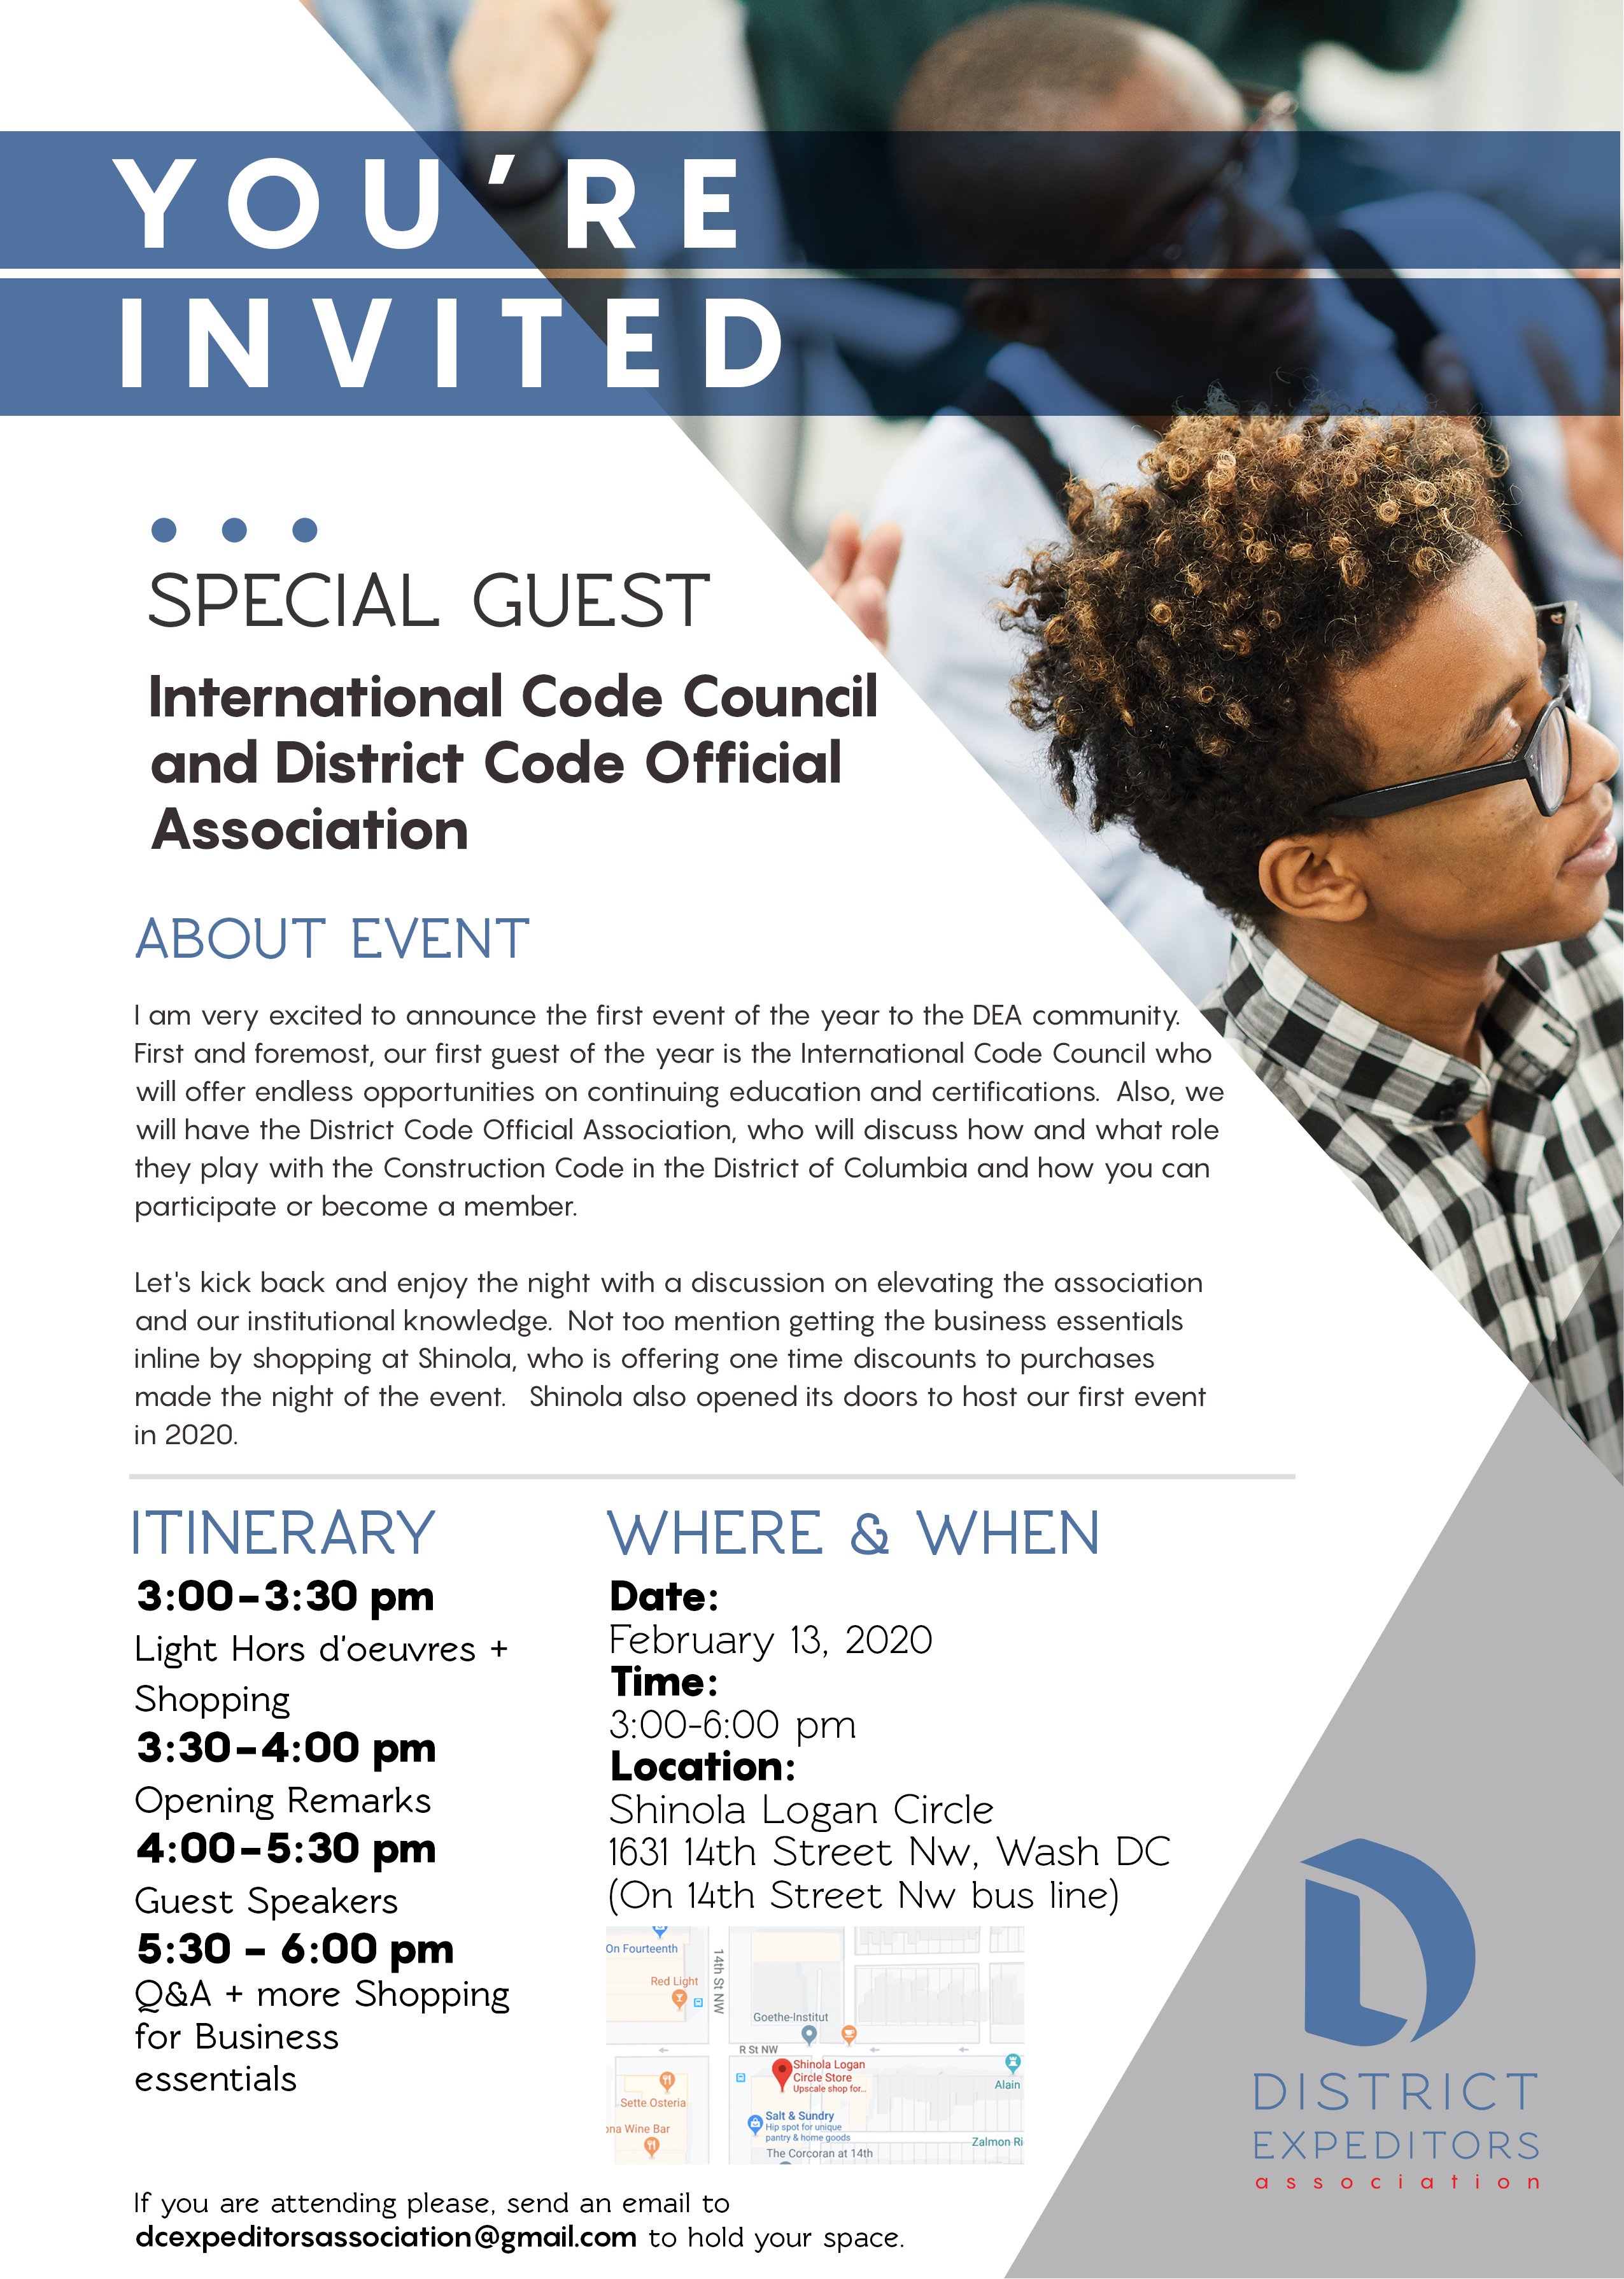 YOU'RE
INVITED
SPECIAL GUEST
International Code Council
and District Code Official
Association
ABOUT EVENT
I am very excited to announce the first event of the year to the DEA community.
First and foremost, our first guest of the year is the International Code Council who
will offer endless opportunities on continuing education and certifications.  Also, we
will have the District Code Official Association, who will discuss how and what role
they play with the Construction Code in the District of Columbia and how you can
participate or become a member.
Let's kick back and enjoy the night with a discussion on elevating the association
and our institutional knowledge.  Not too mention getting the business essentials
inline by shopping at Shinola, who is offering one time discounts to purchases
made the night of the event.   Shinola also opened its doors to host our first event
in 2020.
ITINERARY
3:00-3:30 pm
Light Hors d'oeuvres +
Shopping
3:30-4:00 pm
Opening Remarks
4:00-5:30 pm
Guest Speakers
5:30 - 6:00 pm
Q&A + more Shopping
for Business
essentials
WHERE & WHEN
Date:
February 13, 2020
Time:
3:00-6:00 pm
Location:
Shinola Logan Circle
1631 14th Street Nw, Wash DC
(On 14th Street Nw bus line)
On Fourteenth
14th St NW
Red Light
Goethe-Institut
R St NW
Shinola Logan
Circle Store
Upscale shop for...
Alain
Sette Osteria
Salt & Sundry
Hip spot for unique
pantry & home goods
na Wine Bar
Zalmon Ri
The Corcoran at 14th
If you are attending please, send an email to
dcexpeditorsassociation@gmail.com to hold your space.
DISTRICT
EXPEDITORS
association